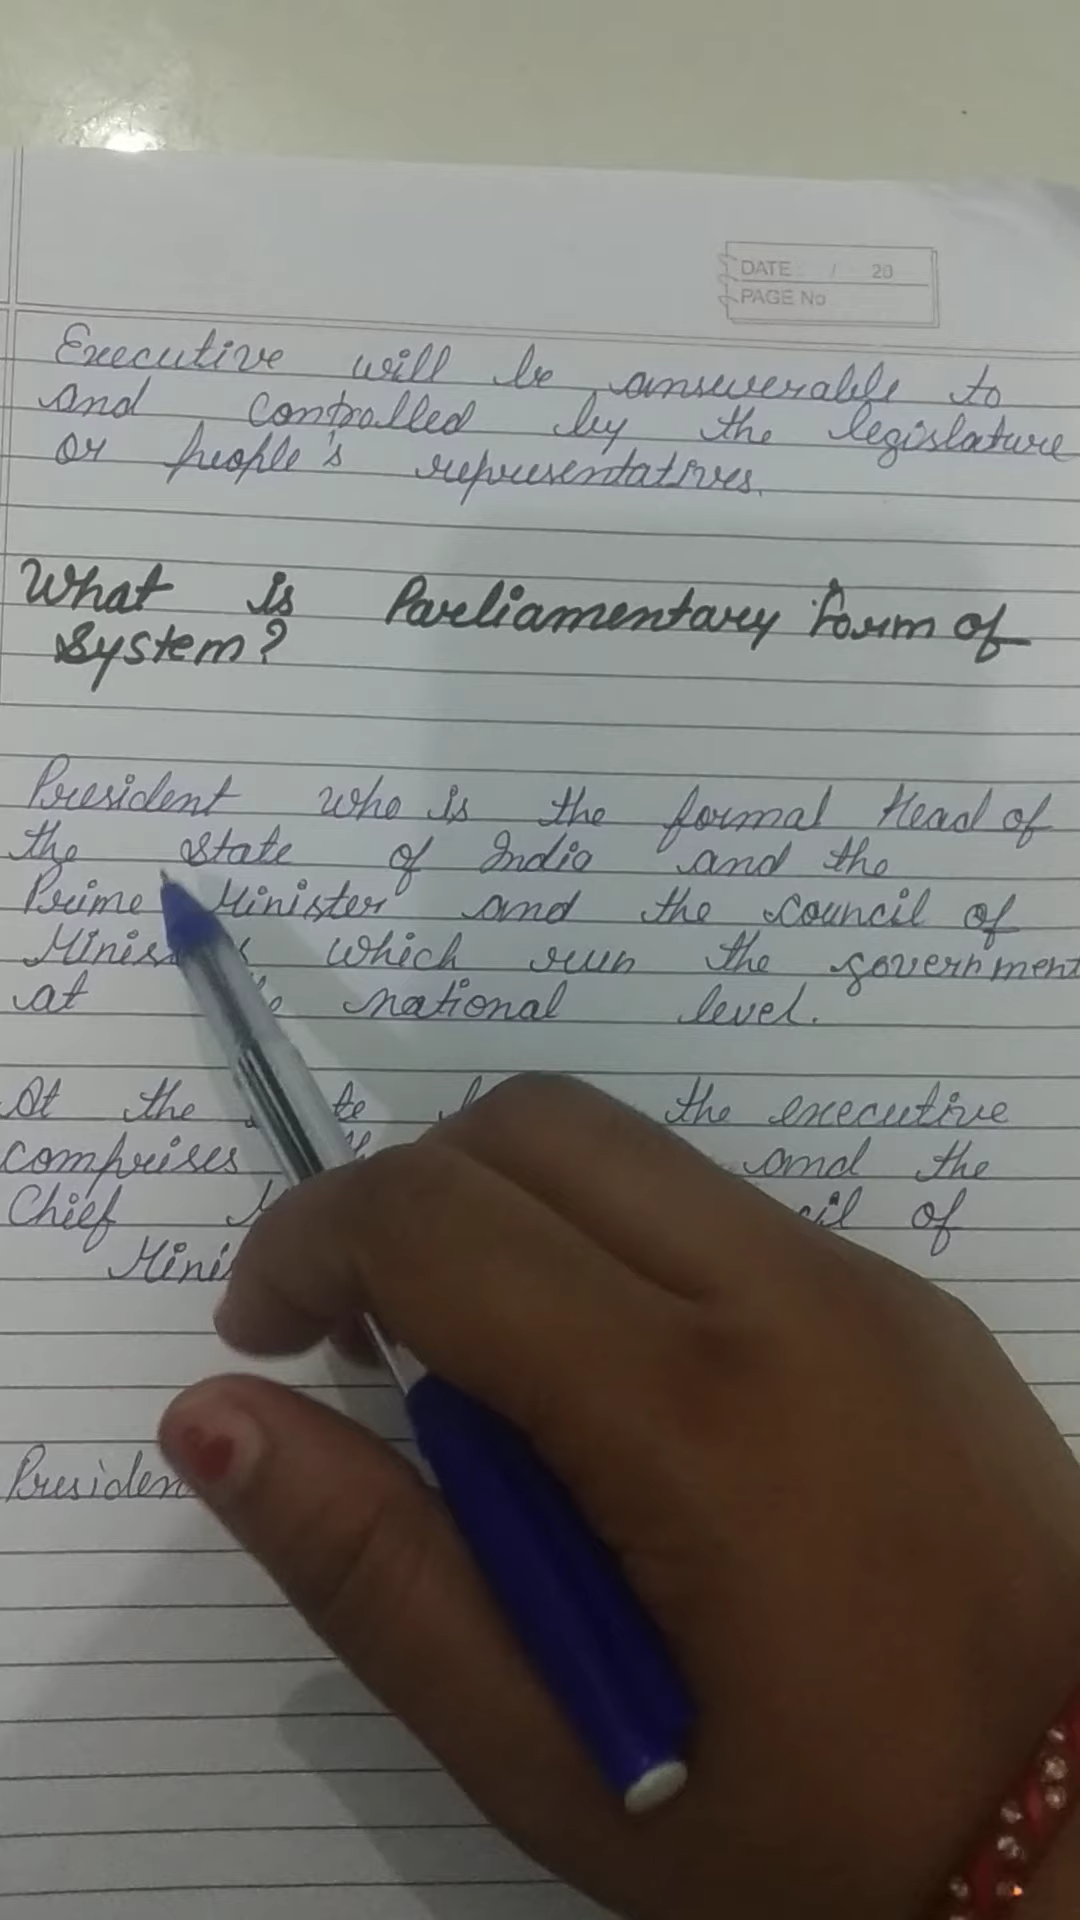 DATE / 20
PAGE No
Executive will be answerable to
and controlled by the legislature
or people's representatives.
What is Parliamentary Form of
System?
President who is the formal Head of
the State of India and the
Prime Minister and the council of
which run the government
at national level.
At the the executive
comprises and the
Chief of